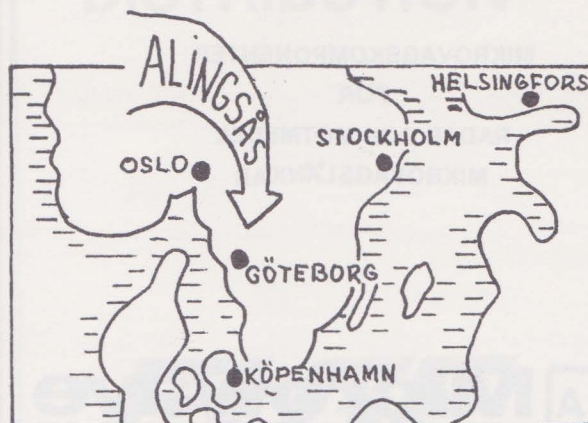 ALINGSÅS
HELSINGFORS
STOCKHOLM
OSLO
GÖTEBORG
KÖPENHAMN